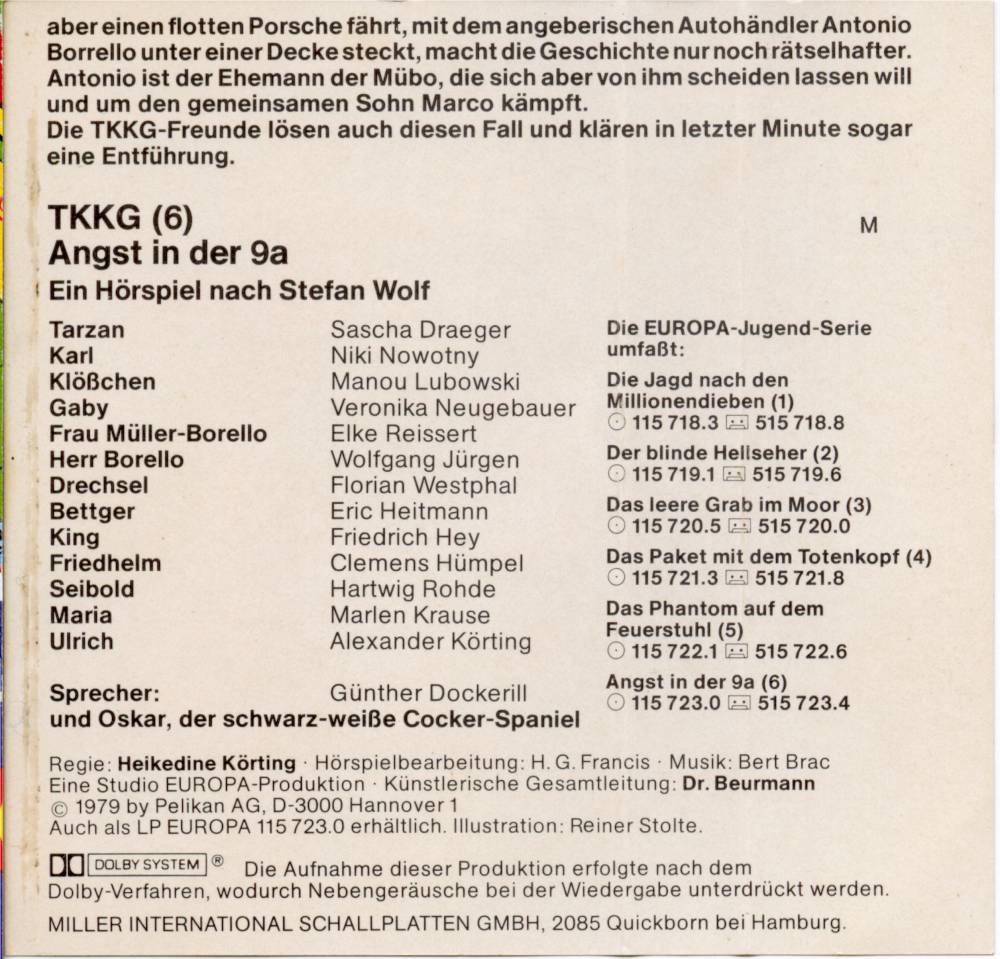 aber einen flotten Porsche fährt, mit dem angeberischen Autohändler Antonio
Borrello unter einer Decke steckt, macht die Geschichte nur noch rätselhafter.
Antonio ist der Ehemann der Mübo, die sich aber von ihm scheiden lassen will
und um den gemeinsamen Sohn Marco kämpft.
Die TKKG-Freunde lösen auch diesen Fall und klären in letzter Minute sogar
eine Entführung.
TKKG (6)
Angst in der 9a
M
Ein Hörspiel nach Stefan Wolf
Tarzan Sascha Draeger
Karl Niki Nowotny
Klößchen Manou Lubowski
Gaby Veronika Neugebauer
Frau Müller-Borello Elke Reissert
Herr Borello Wolfgang Jürgen
Drechsel Florian Westphal
Bettger Eric Heitmann
King Friedrich Hey
Friedhelm Clemens Hümpel
Seibold Hartwig Rohde
Maria Marlen Krause
Ulrich Alexander Körting
Sprecher: Günther Dockerill
und Oskar, der schwarz-weiße Cocker-Spaniel
Die EUROPA-Jugend-Serie
umfaßt:
Die Jagd nach den
Millionendieben (1)
115 718.3 515 718.8
Der blinde Hellseher (2)
115 719.1 515 719.6
Das leere Grab im Moor (3)
115 720.5 515 720.0
Das Paket mit dem Totenkopf (4)
115 721.3 515 721.8
Das Phantom auf dem
Feuerstuhl (5)
115 722.1 515 722.6
Angst in der 9a (6)
115 723.0 515 723.4
Regie: Heikedine Körting · Hörspielbearbeitung: H. G. Francis · Musik: Bert Brac
Eine Studio EUROPA-Produktion · Künstlerische Gesamtleitung: Dr. Beurmann
© 1979 by Pelikan AG, D-3000 Hannover 1
Auch als LP EUROPA 115 723.0 erhältlich. Illustration: Reiner Stolte.
DOLBY SYSTEM ® Die Aufnahme dieser Produktion erfolgte nach dem
Dolby-Verfahren, wodurch Nebengeräusche bei der Wiedergabe unterdrückt werden.
MILLER INTERNATIONAL SCHALLPLATTEN GMBH, 2085 Quickborn bei Hamburg.